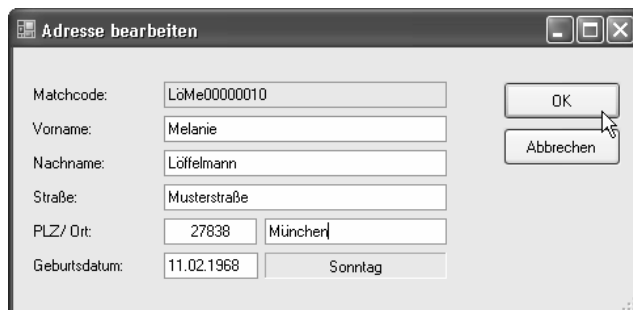 Adresse bearbeiten
Matchcode: LöMe00000010 OK
Vorname: Melanie
Abbrechen
Nachname: Löffelmann
Straße: Musterstraße
PLZ/ Ort: 27838 München
Geburtsdatum: 11.02.1968 Sonntag